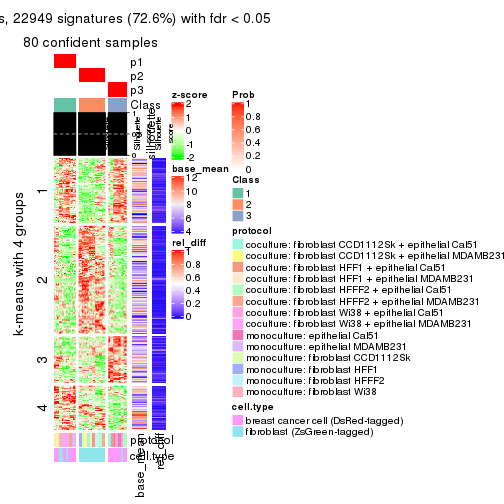 s, 22949 signatures (72.6%) with fdr < 0.05
80 confident samples
p1
p2
p3
Class
1
0
Silhouette
score
silhouette
k-means with 4 groups
1
2
3
4
protocol
cell.type
base_mean
rel_diff
z-score
2
1
0
-1
-2
base_mean
12
10
8
6
4
rel_diff
1
0.8
0.6
0.4
0.2
0
Prob
1
0.8
0.6
0.4
0.2
0
Class
1
2
3
protocol
coculture: fibroblast CCD1112Sk + epithelial Cal51
coculture: fibroblast CCD1112Sk + epithelial MDAMB231
coculture: fibroblast HFF1 + epithelial Cal51
coculture: fibroblast HFF1 + epithelial MDAMB231
coculture: fibroblast HFFF2 + epithelial Cal51
coculture: fibroblast HFFF2 + epithelial MDAMB231
coculture: fibroblast Wi38 + epithelial Cal51
coculture: fibroblast Wi38 + epithelial MDAMB231
monoculture: epithelial Cal51
monoculture: epithelial MDAMB231
monoculture: fibroblast CCD1112Sk
monoculture: fibroblast HFF1
monoculture: fibroblast HFFF2
monoculture: fibroblast Wi38
cell.type
breast cancer cell (DsRed-tagged)
fibroblast (ZsGreen-tagged)